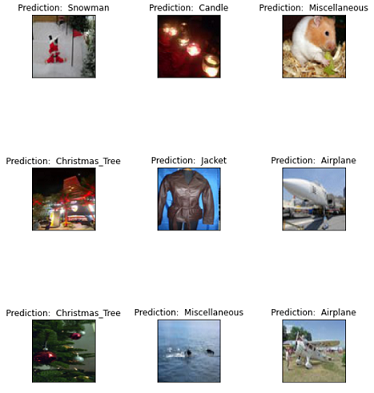 Prediction:  Snowman
Prediction:  Candle
Prediction:  Miscellaneous
Prediction:  Christmas_Tree
Prediction:  Jacket
Prediction:  Airplane
Prediction:  Christmas_Tree
Prediction:  Miscellaneous
Prediction:  Airplane